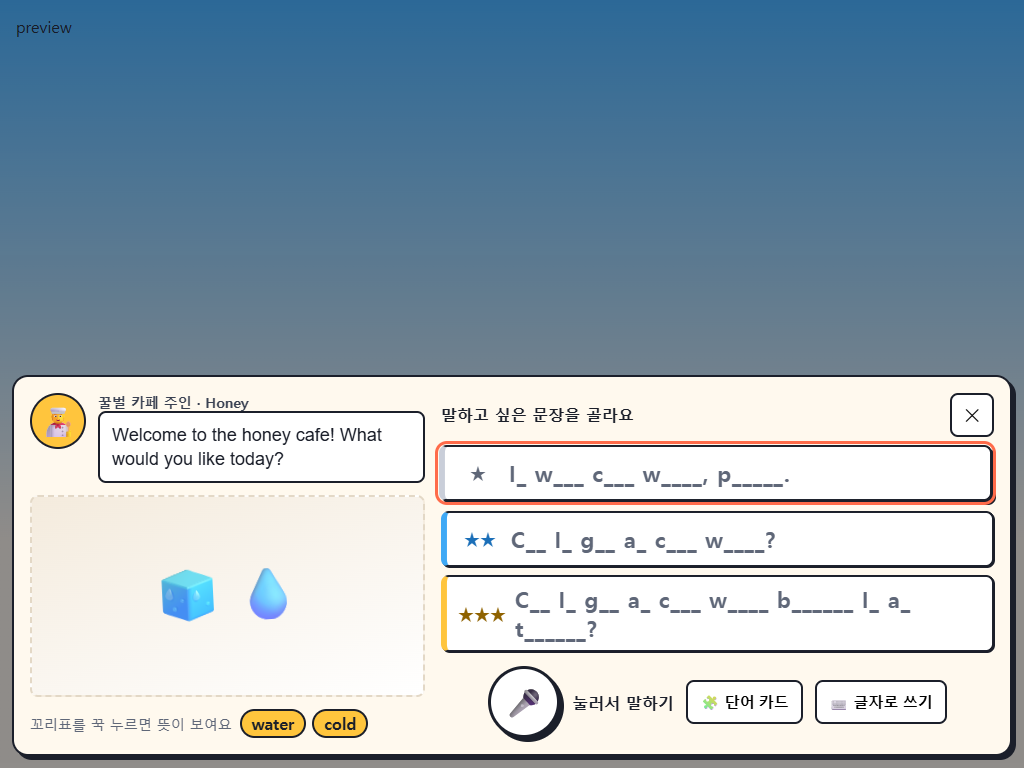 preview
꿀벌 카페 주인 · Honey
Welcome to the honey cafe! What
would you like today?
꼬리표를 꾹 누르면 뜻이 보여요 water cold
말하고 싶은 문장을 골라요
★ I_ w___ c___ w____, p_____.
★★ C__ I_ g__ a_ c___ w____?
★★★ C__ I_ g__ a_ c___ w____ b______ I_ a_
t______?
눌러서 말하기
단어 카드
글자로 쓰기